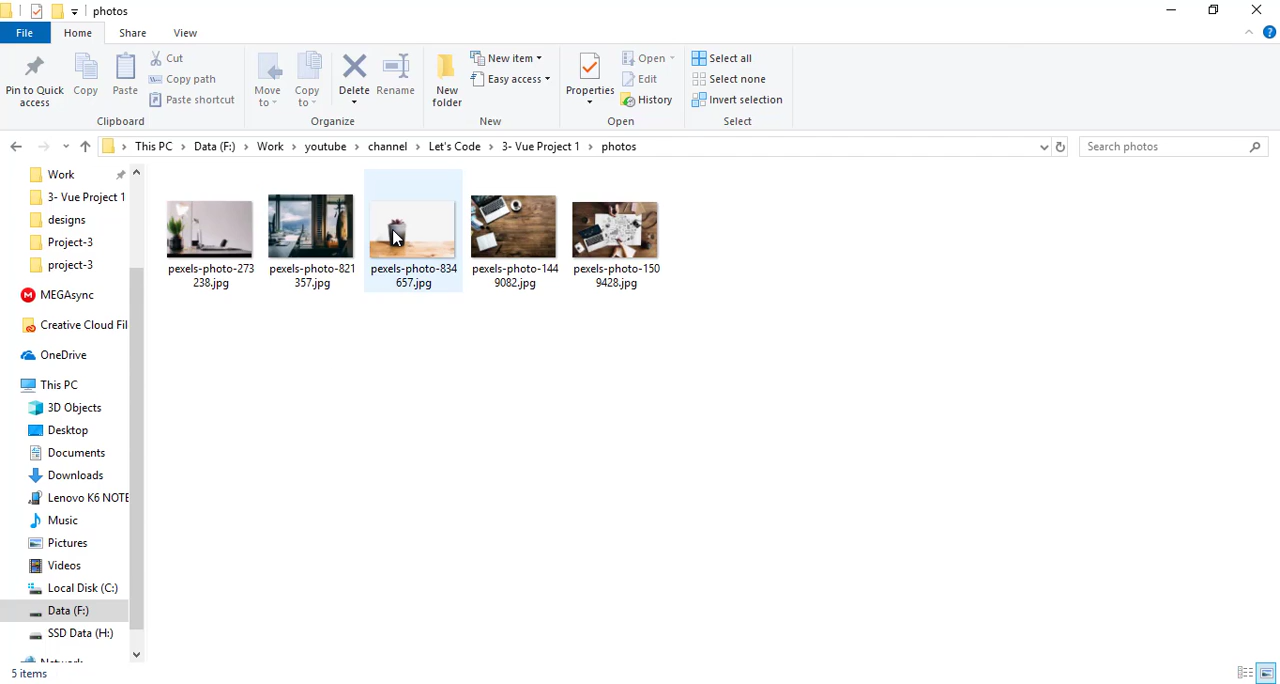 photos
File
Home
Share
View
Pin to Quick access
Copy
Paste
Cut
Copy path
Paste shortcut
Clipboard
Move to
Copy to
Delete
Rename
Organize
New folder
New item
Easy access
New
Properties
Open
Edit
History
Open
Select all
Select none
Invert selection
Select
This PC > Data (F:) > Work > youtube > channel > Let's Code > 3- Vue Project 1 > photos
Search photos
Work
3- Vue Project 1
designs
Project-3
project-3
MEGAsync
Creative Cloud Fil
OneDrive
This PC
3D Objects
Desktop
Documents
Downloads
Lenovo K6 NOTE
Music
Pictures
Videos
Local Disk (C:)
Data (F:)
SSD Data (H:)
Network
pexels-photo-273
238.jpg
pexels-photo-821
357.jpg
pexels-photo-834
657.jpg
pexels-photo-144
9082.jpg
pexels-photo-150
9428.jpg
5 items